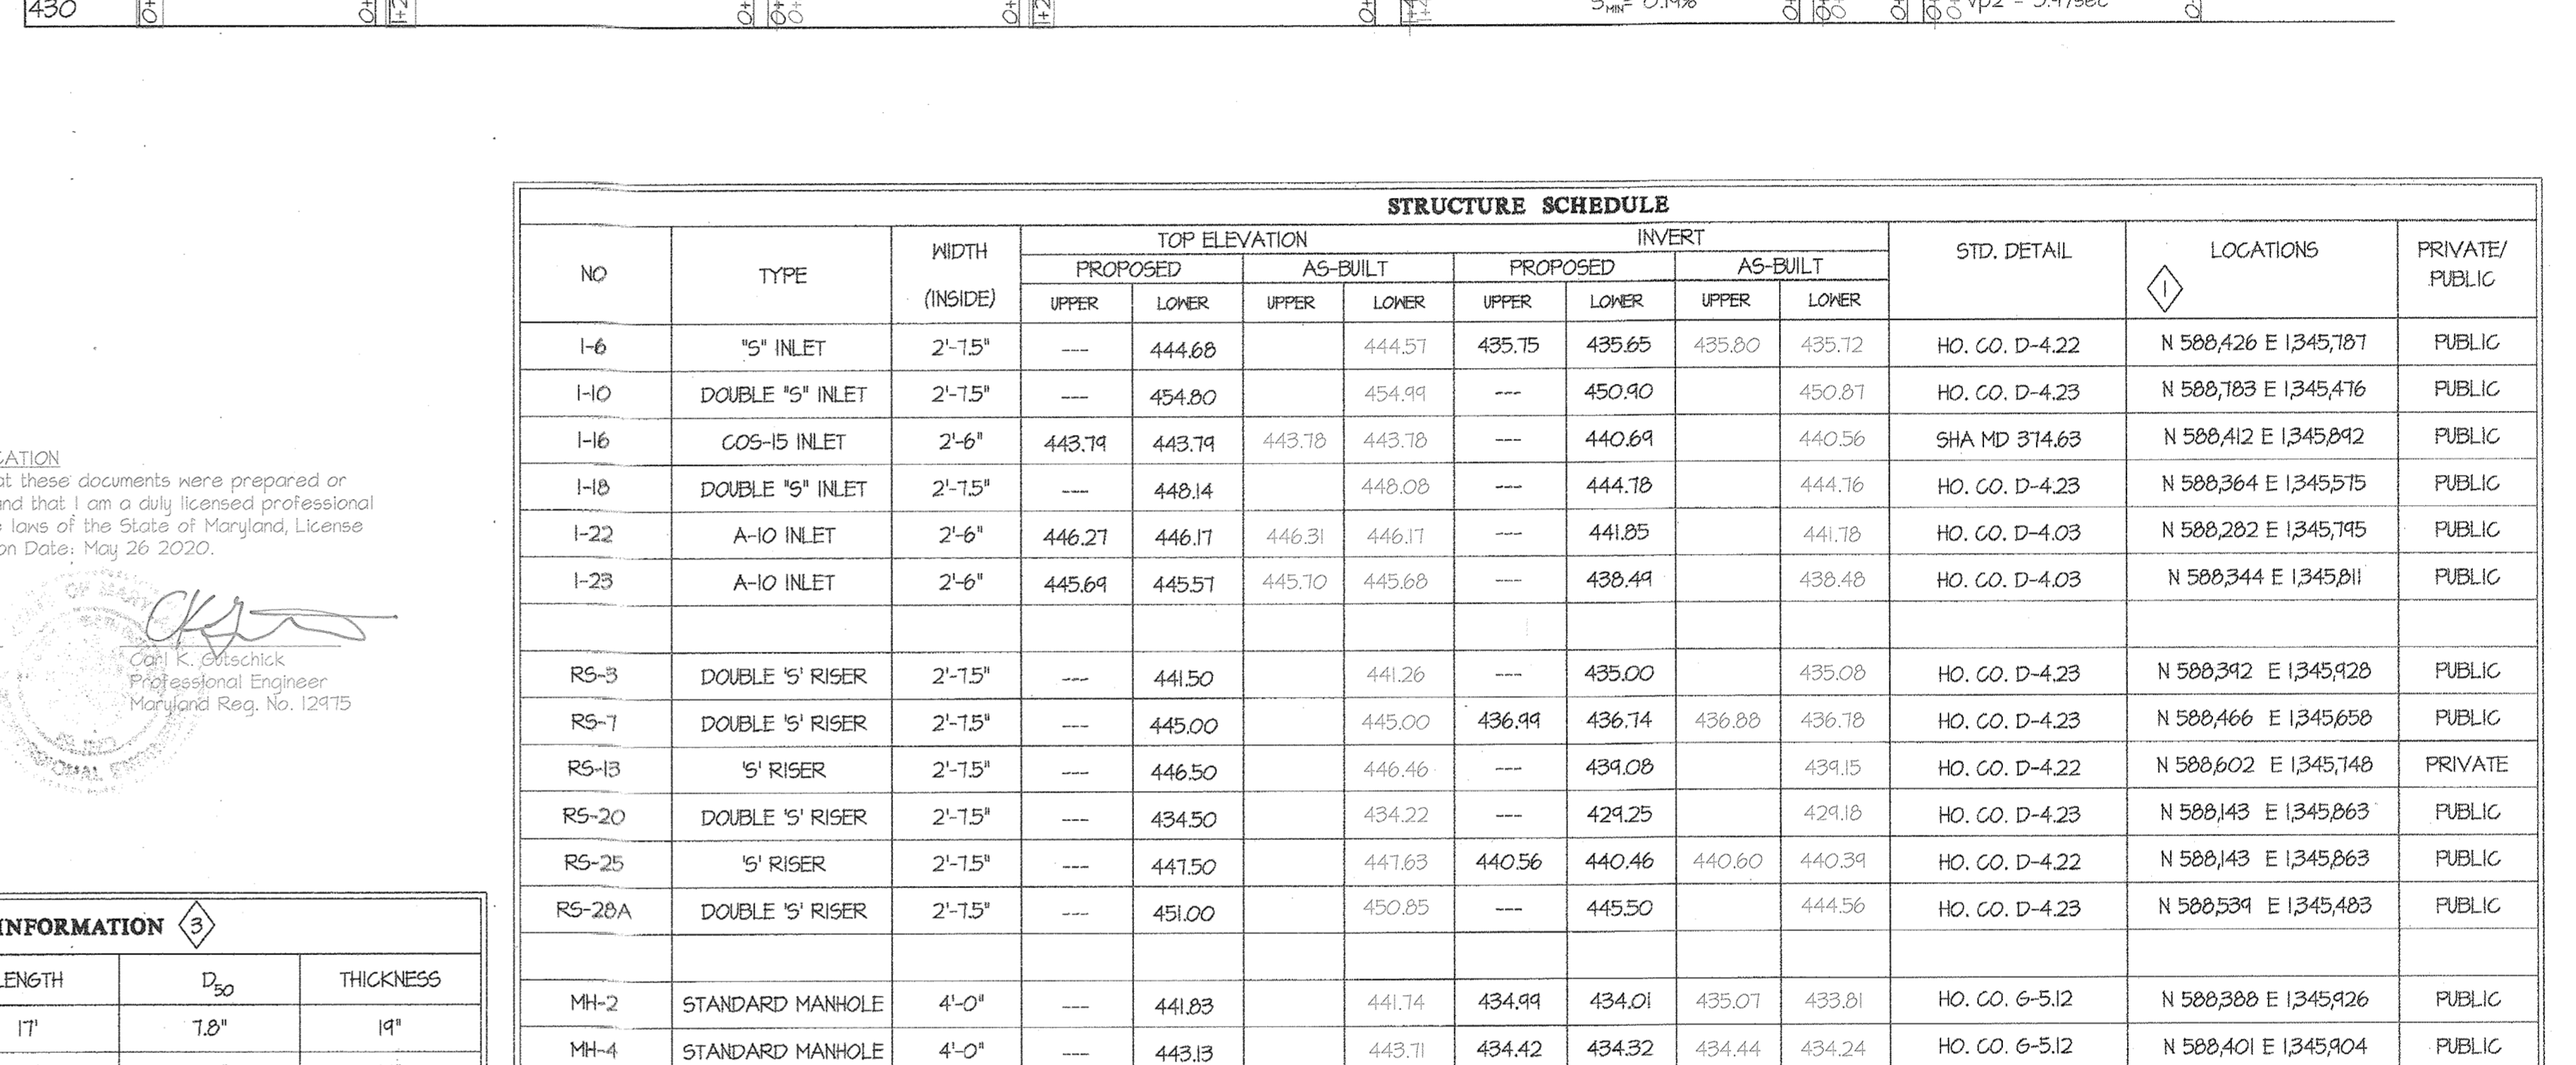 430
STRUCTURE SCHEDULE
NO TYPE WIDTH (INSIDE) TOP ELEVATION INVERT STD. DETAIL LOCATIONS 1 PRIVATE/ PUBLIC
PROPOSED AS-BUILT PROPOSED AS-BUILT
UPPER LOWER UPPER LOWER UPPER LOWER UPPER LOWER
I-6 "S" INLET 2'-7.5" --- 444.68 444.57 435.75 435.65 435.80 435.72 HO. CO. D-4.22 N 588,426 E 1,345,787 PUBLIC
I-10 DOUBLE "S" INLET 2'-7.5" --- 454.80 454.99 --- 450.90 450.87 HO. CO. D-4.23 N 588,783 E 1,345,476 PUBLIC
I-16 COS-15 INLET 2'-6" 443.79 443.79 443.78 443.78 --- 440.69 440.56 SHA MD 374.63 N 588,412 E 1,345,892 PUBLIC
I-18 DOUBLE "S" INLET 2'-7.5" --- 448.14 448.08 --- 444.78 444.76 HO. CO. D-4.23 N 588,364 E 1,345,575 PUBLIC
I-22 A-10 INLET 2'-6" 446.27 446.17 446.31 446.17 --- 441.85 441.78 HO. CO. D-4.03 N 588,282 E 1,345,795 PUBLIC
I-23 A-10 INLET 2'-6" 445.69 445.57 445.70 445.68 --- 438.49 438.48 HO. CO. D-4.03 N 588,344 E 1,345,811 PUBLIC
RS-3 DOUBLE 'S' RISER 2'-7.5" --- 441.50 441.26 --- 435.00 435.08 HO. CO. D-4.23 N 588,392 E 1,345,928 PUBLIC
RS-7 DOUBLE 'S' RISER 2'-7.5" --- 445.00 445.00 436.99 436.74 436.88 436.78 HO. CO. D-4.23 N 588,466 E 1,345,658 PUBLIC
RS-13 'S' RISER 2'-7.5" --- 446.50 446.46 --- 439.08 439.15 HO. CO. D-4.22 N 588,602 E 1,345,748 PRIVATE
RS-20 DOUBLE 'S' RISER 2'-7.5" --- 434.50 434.22 --- 429.25 429.18 HO. CO. D-4.23 N 588,143 E 1,345,863 PUBLIC
RS-25 'S' RISER 2'-7.5" --- 447.50 447.63 440.56 440.46 440.60 440.39 HO. CO. D-4.22 N 588,143 E 1,345,863 PUBLIC
RS-28A DOUBLE 'S' RISER 2'-7.5" --- 451.00 450.85 --- 445.50 444.56 HO. CO. D-4.23 N 588,539 E 1,345,483 PUBLIC
MH-2 STANDARD MANHOLE 4'-0" --- 441.83 441.74 434.99 434.01 435.07 433.81 HO. CO. G-5.12 N 588,388 E 1,345,926 PUBLIC
MH-4 STANDARD MANHOLE 4'-0" --- 443.13 443.71 434.42 434.32 434.44 434.24 HO. CO. G-5.12 N 588,401 E 1,345,904 PUBLIC
CATION
at these documents were prepared or
and that I am a duly licensed professional
laws of the State of Maryland, License
on Date: May 26 2020.
Carl K. Gutschick
Professional Engineer
Maryland Reg. No. 12975
INFORMATION 3
LENGTH D50 THICKNESS
17' 7.8" 19"